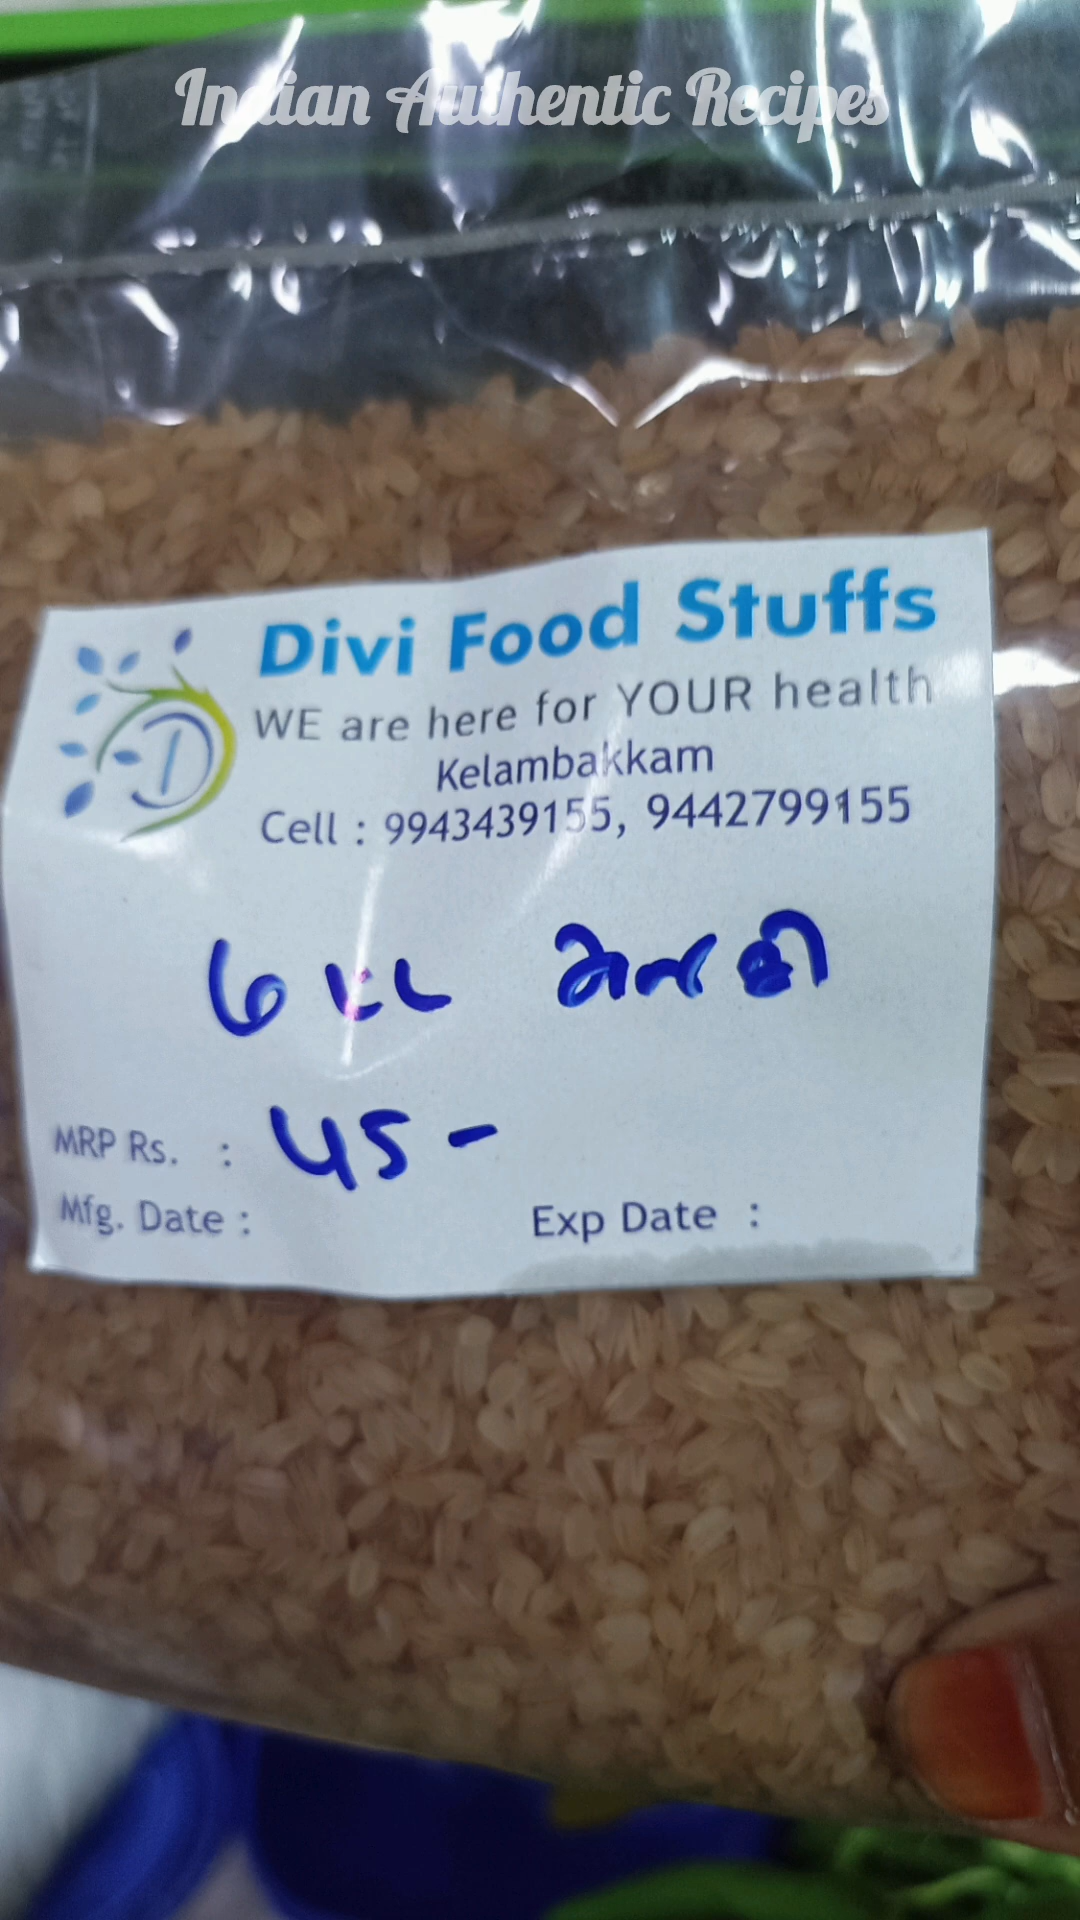 Indian Authentic Recipes
Divi Food Stuffs
WE are here for YOUR health
Kelambakkam
Cell : 9943439155, 9442799155
MRP Rs. : 45-
Mfg. Date :
Exp Date :